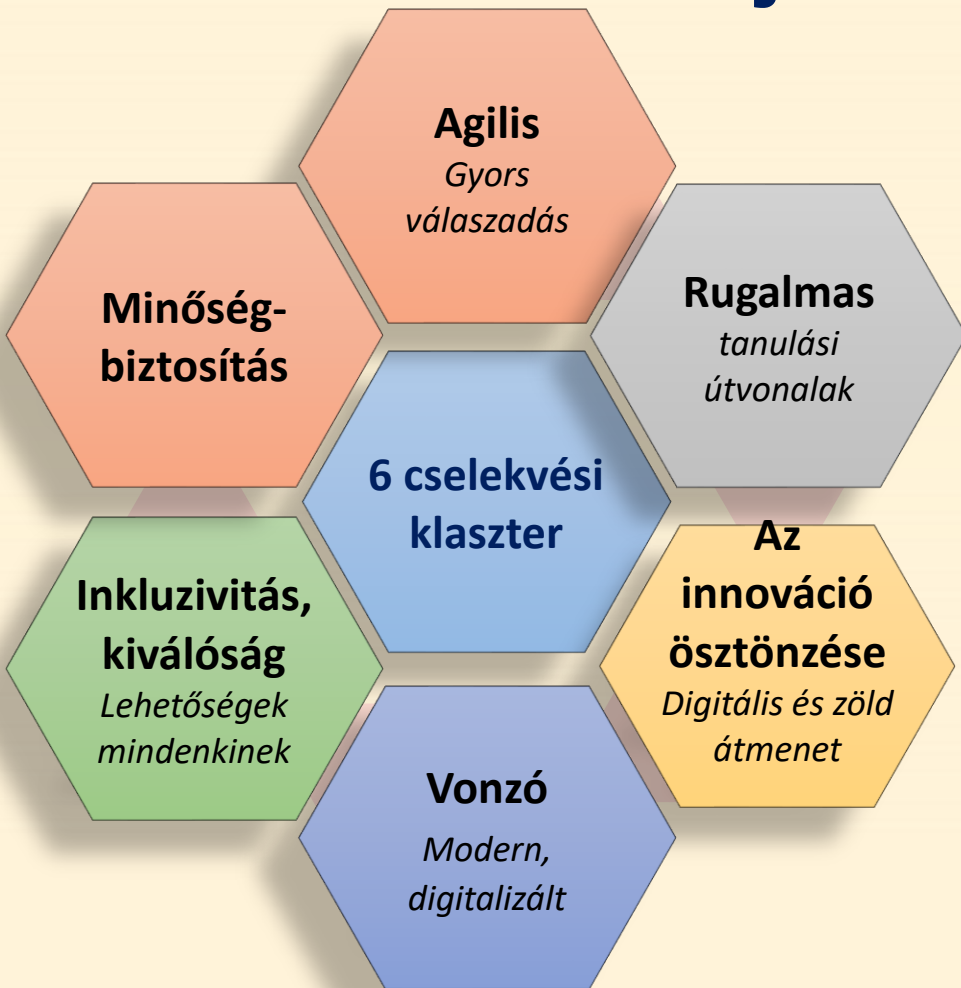 Agilis
Gyors
válaszadás
Rugalmas
tanulási
útvonalak
Minőség-
biztosítás
6 cselekvési
klaszter
Az
innováció
ösztönzése
Digitális és zöld
átmenet
Inkluzivitás,
kiválóság
Lehetőségek
mindenkinek
Vonzó
Modern,
digitalizált